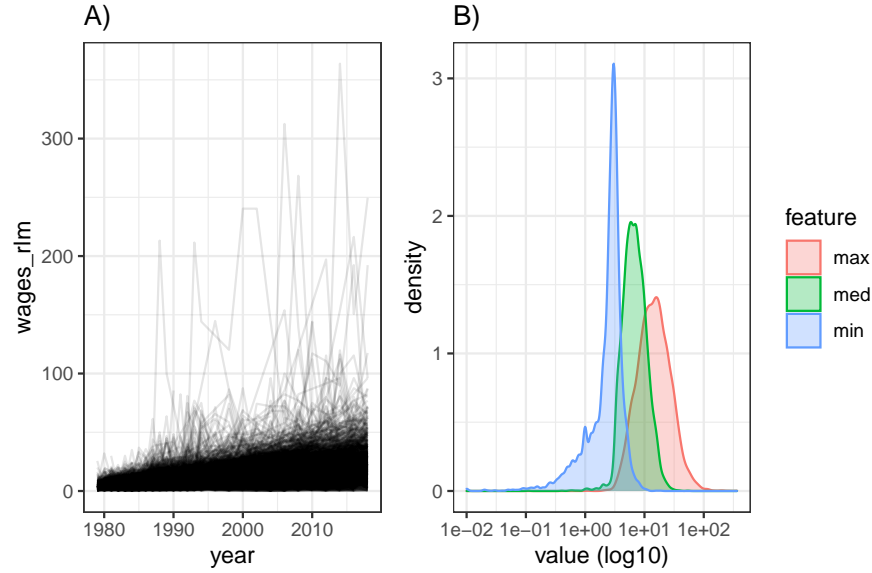 A)
wages_rlm
300
200
100
0
1980 1990 2000 2010
year
B)
density
3
2
1
0
1e−02 1e−01 1e+00 1e+01 1e+02
value (log10)
feature
max
med
min